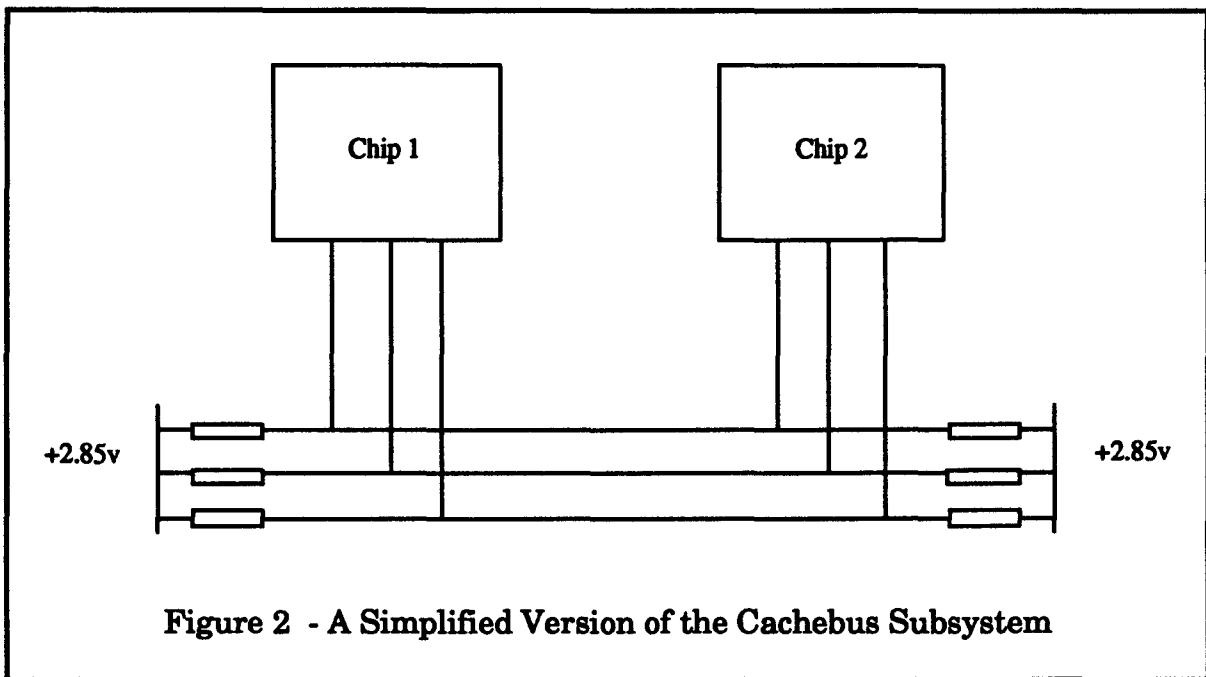 Chip 1
Chip 2
+2.85v
+2.85v
Figure 2 - A Simplified Version of the Cachebus Subsystem